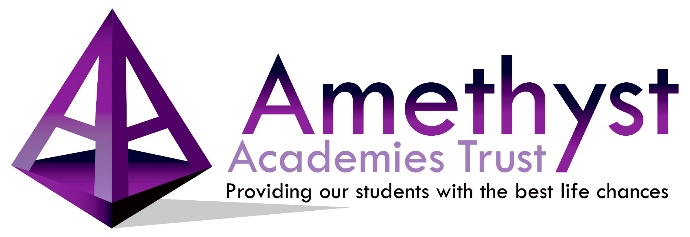 Amethyst
Academies Trust
Providing our students with the best life chances